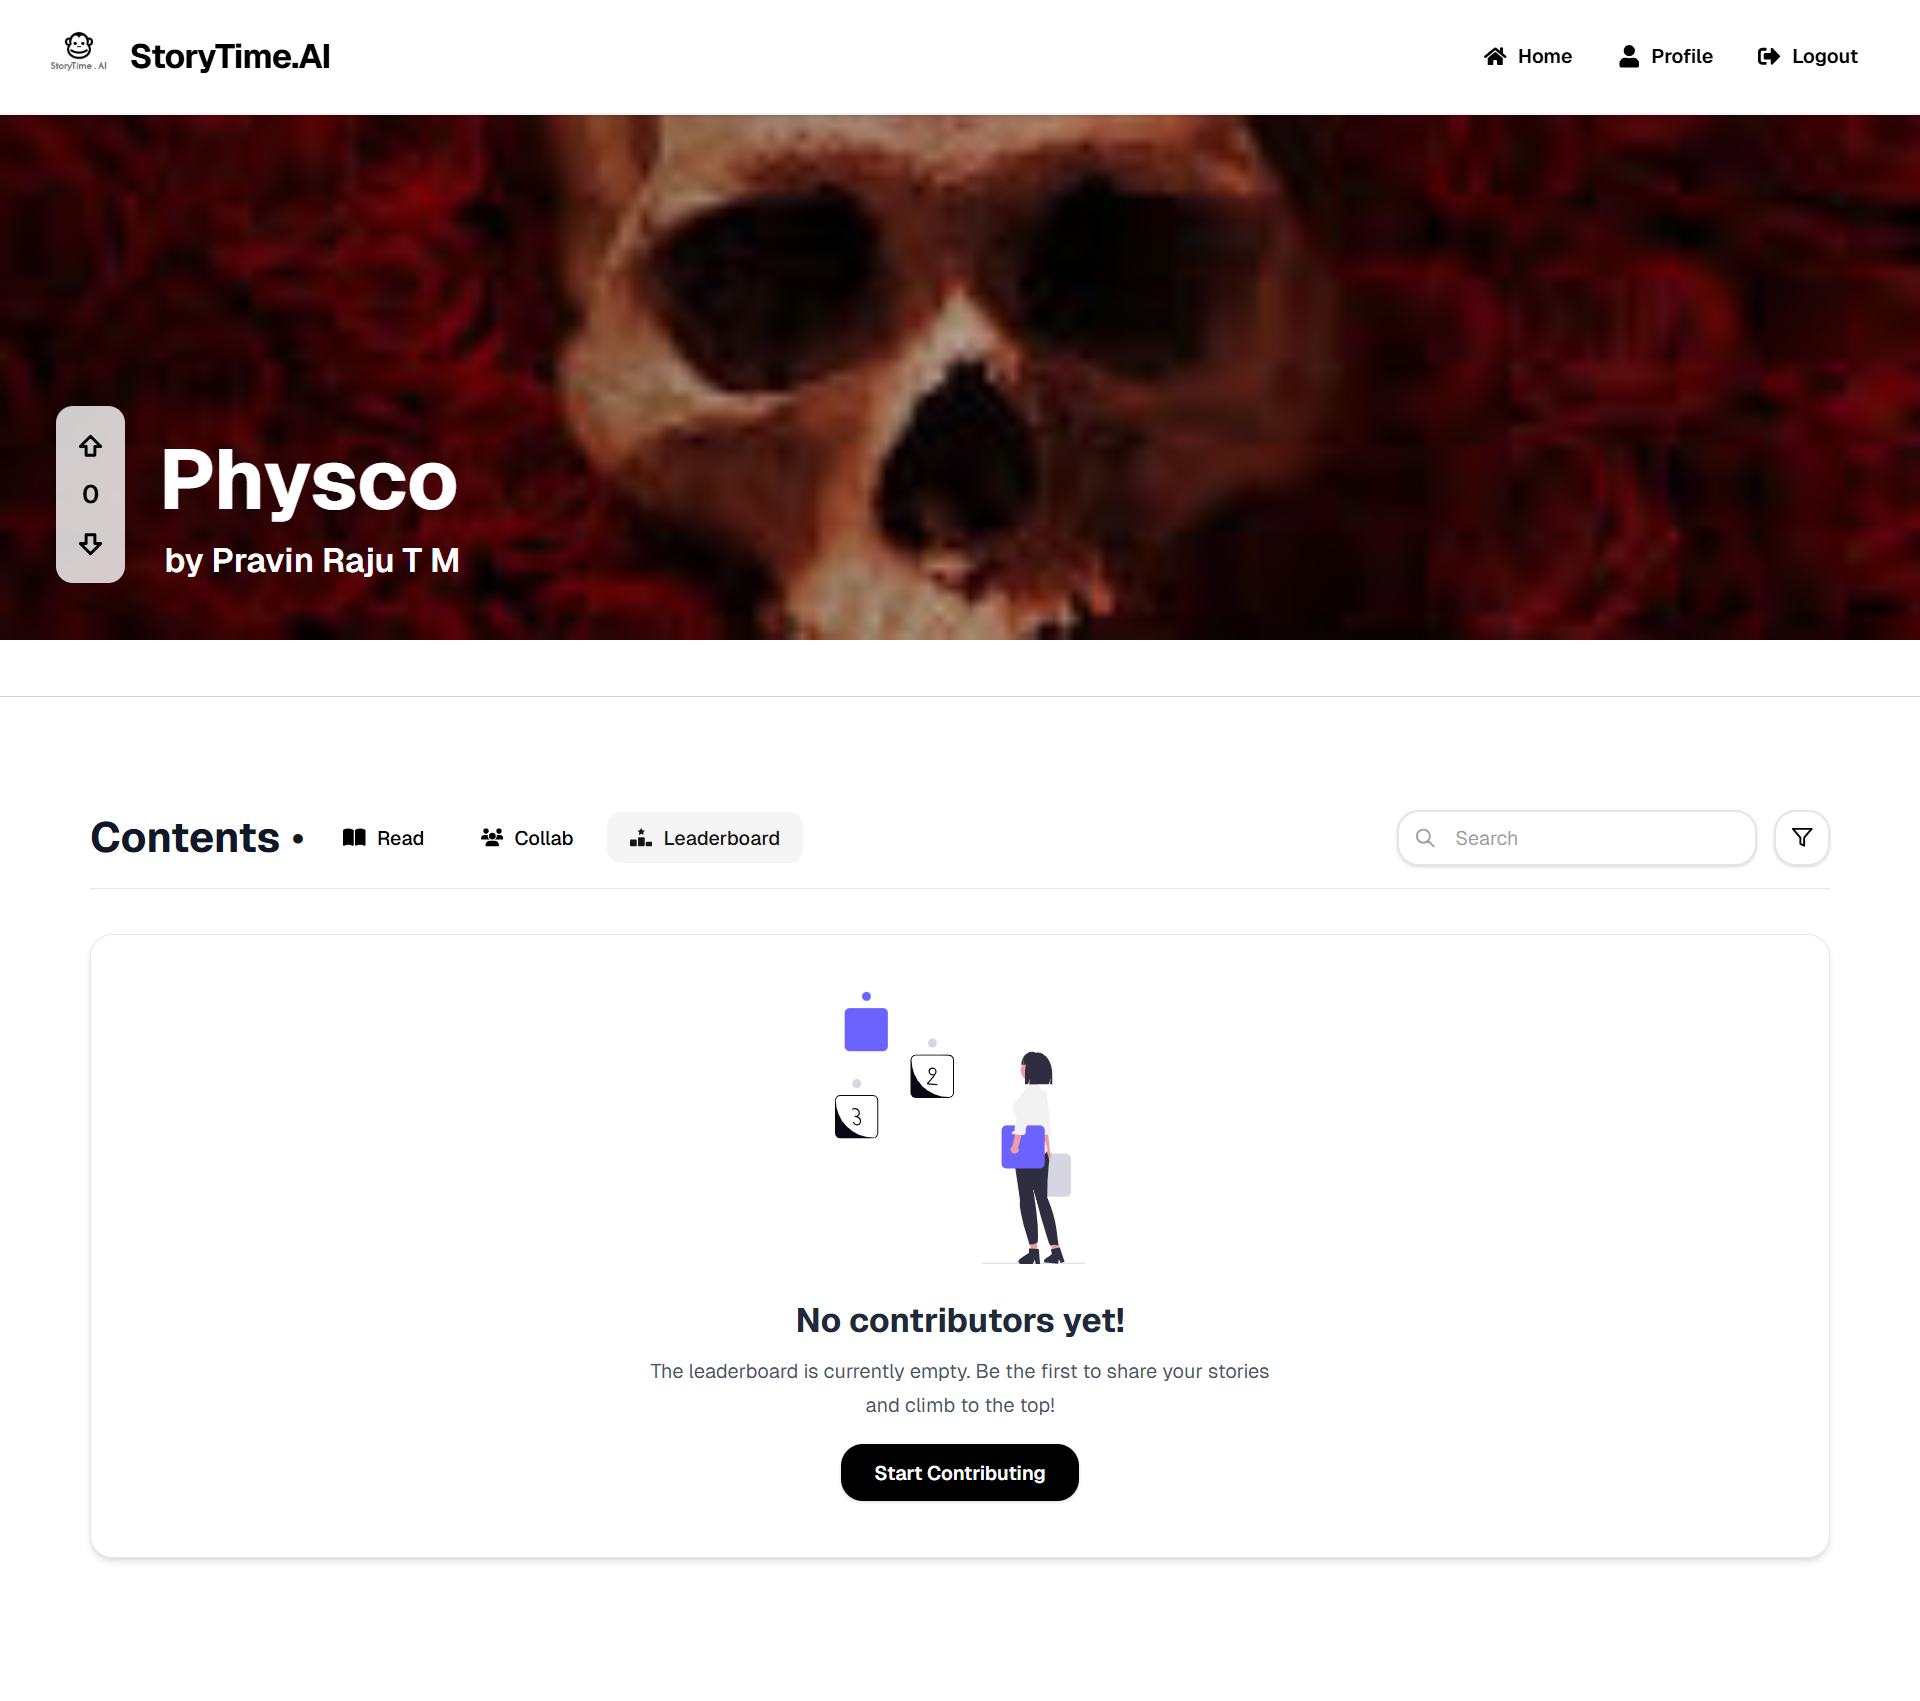 StoryTime . AI
StoryTime.AI
Home
Profile
Logout
0
Physco
by Pravin Raju T M
Contents •
Read
Collab
Leaderboard
Search
2
3
No contributors yet!
The leaderboard is currently empty. Be the first to share your stories
and climb to the top!
Start Contributing